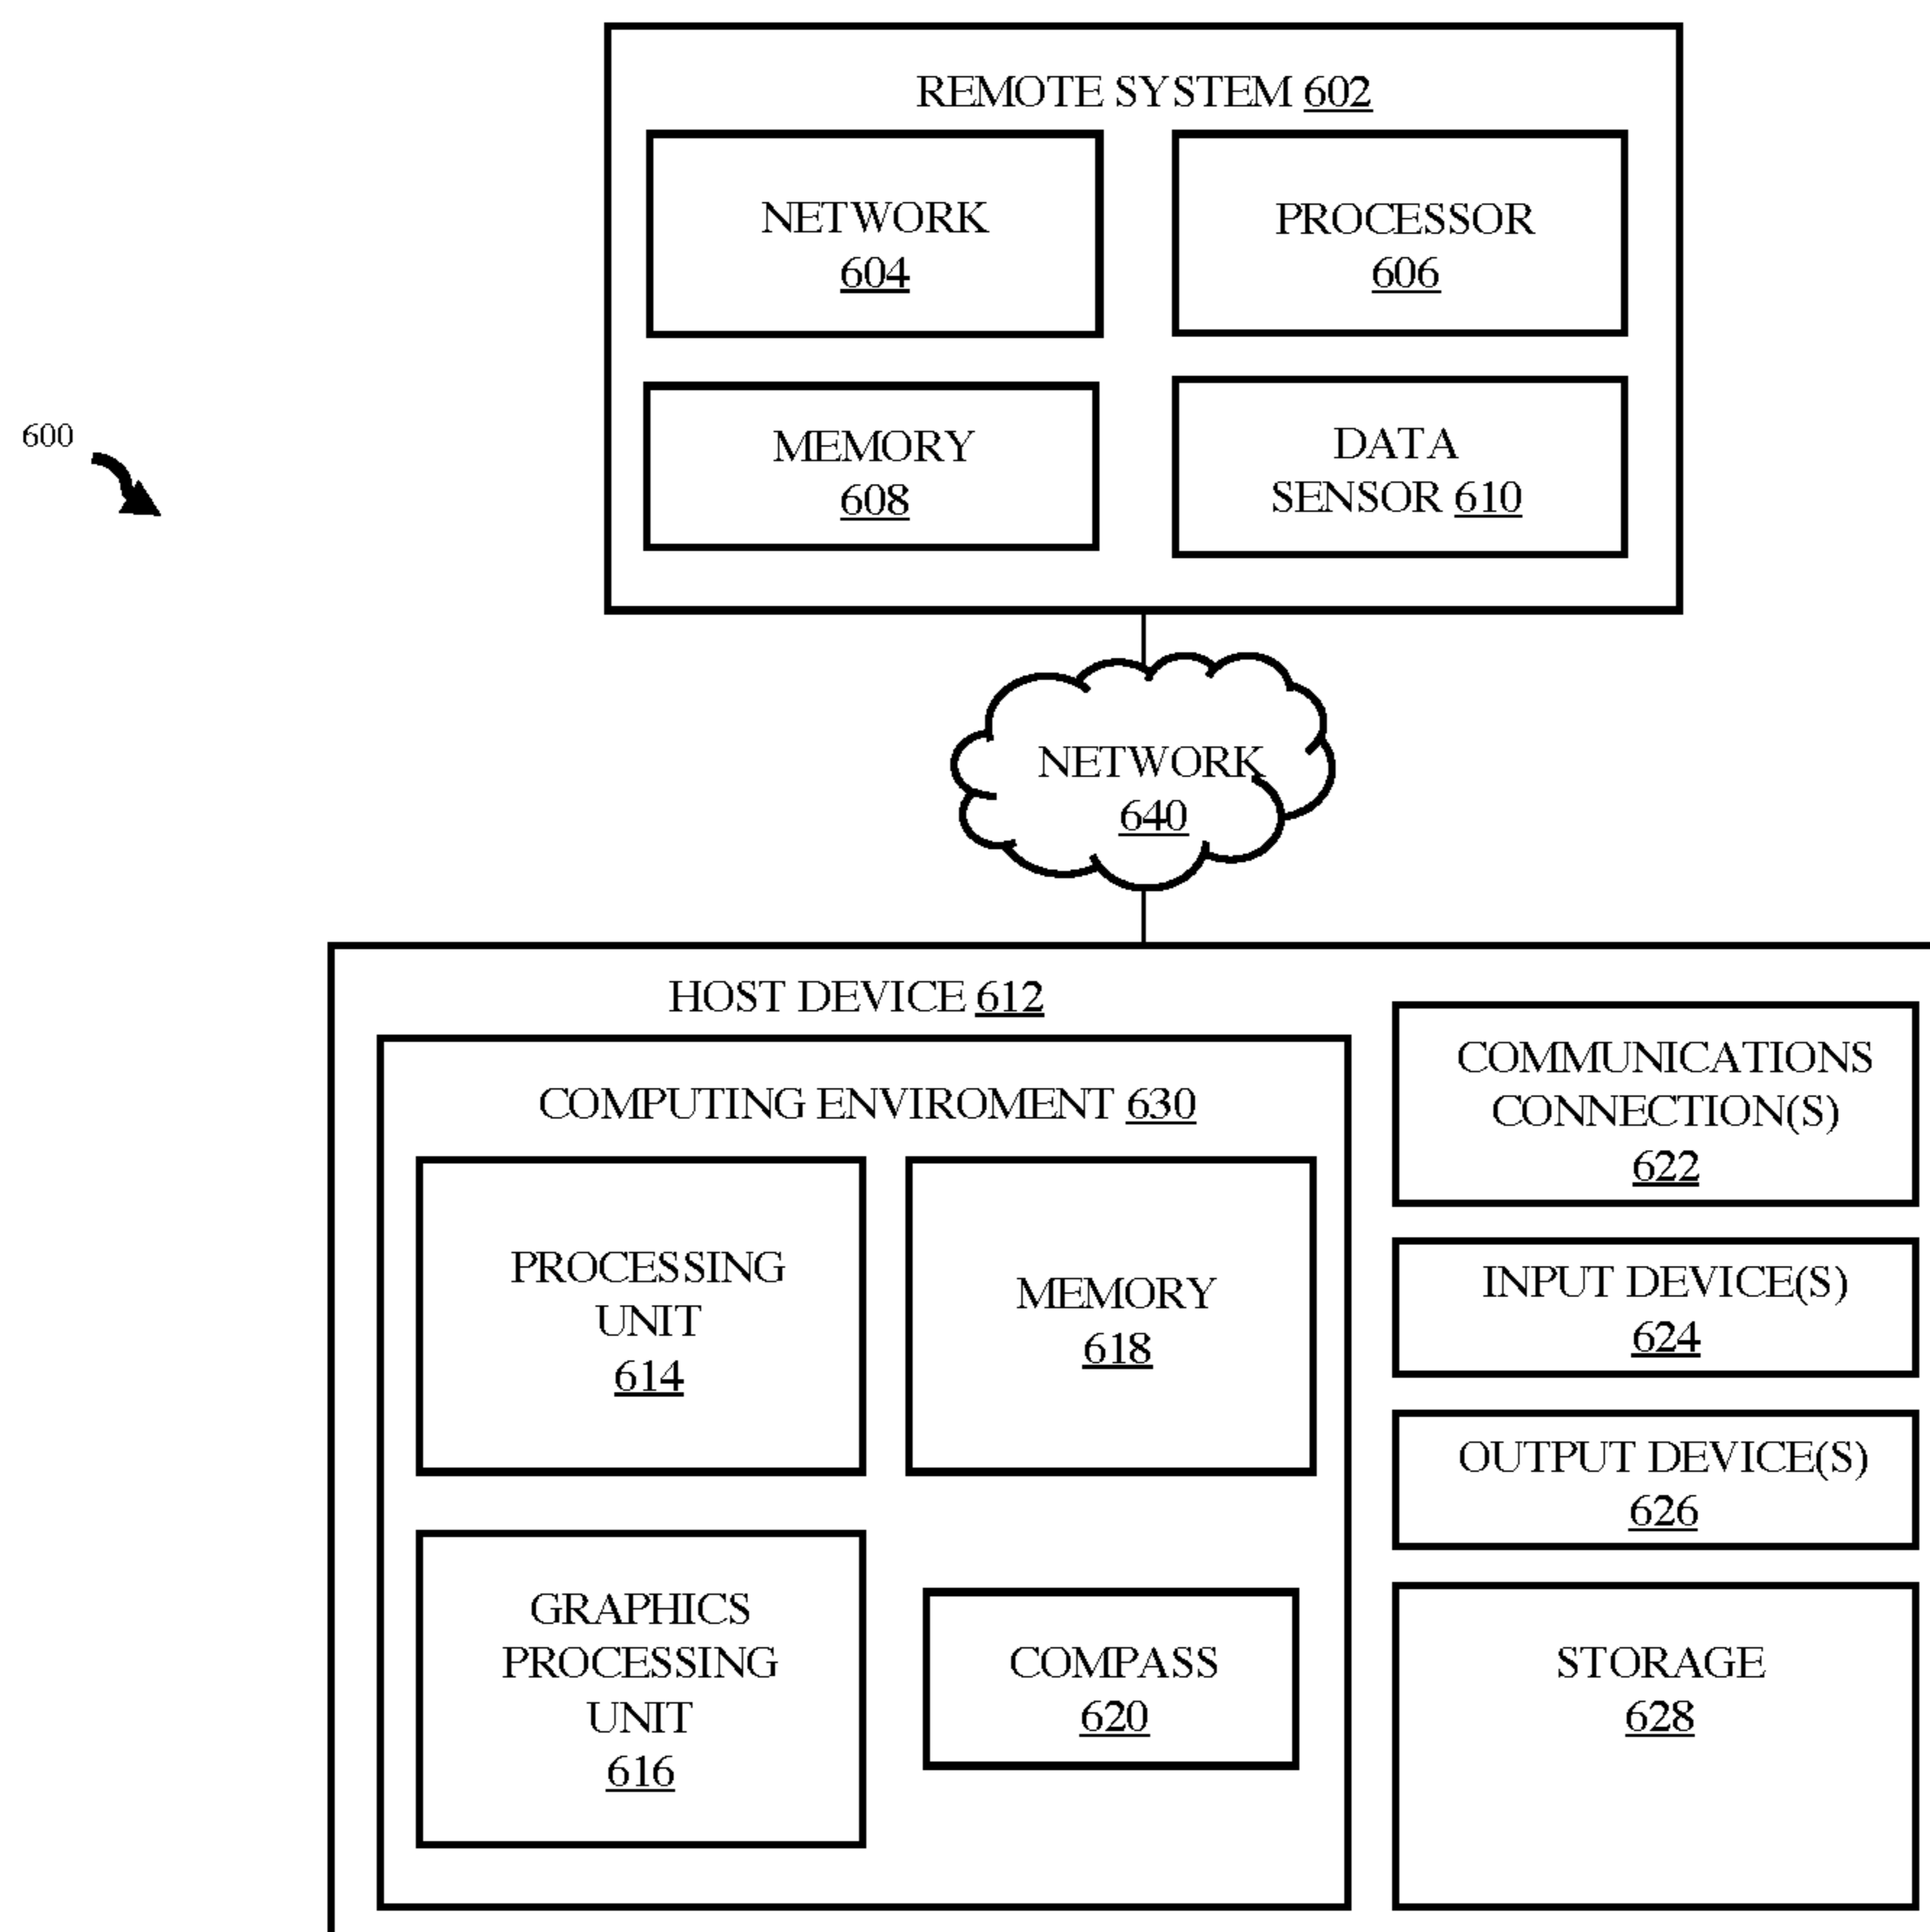 REMOTE SYSTEM 602
NETWORK
604
PROCESSOR
606
600
MEMORY
608
DATA
SENSOR 610
NETWORK
640
HOST DEVICE 612
COMPUTING ENVIROMENT 630
PROCESSING
UNIT
614
MEMORY
618
GRAPHICS
PROCESSING
UNIT
616
COMPASS
620
COMMUNICATIONS
CONNECTION(S)
622
INPUT DEVICE(S)
624
OUTPUT DEVICE(S)
626
STORAGE
628